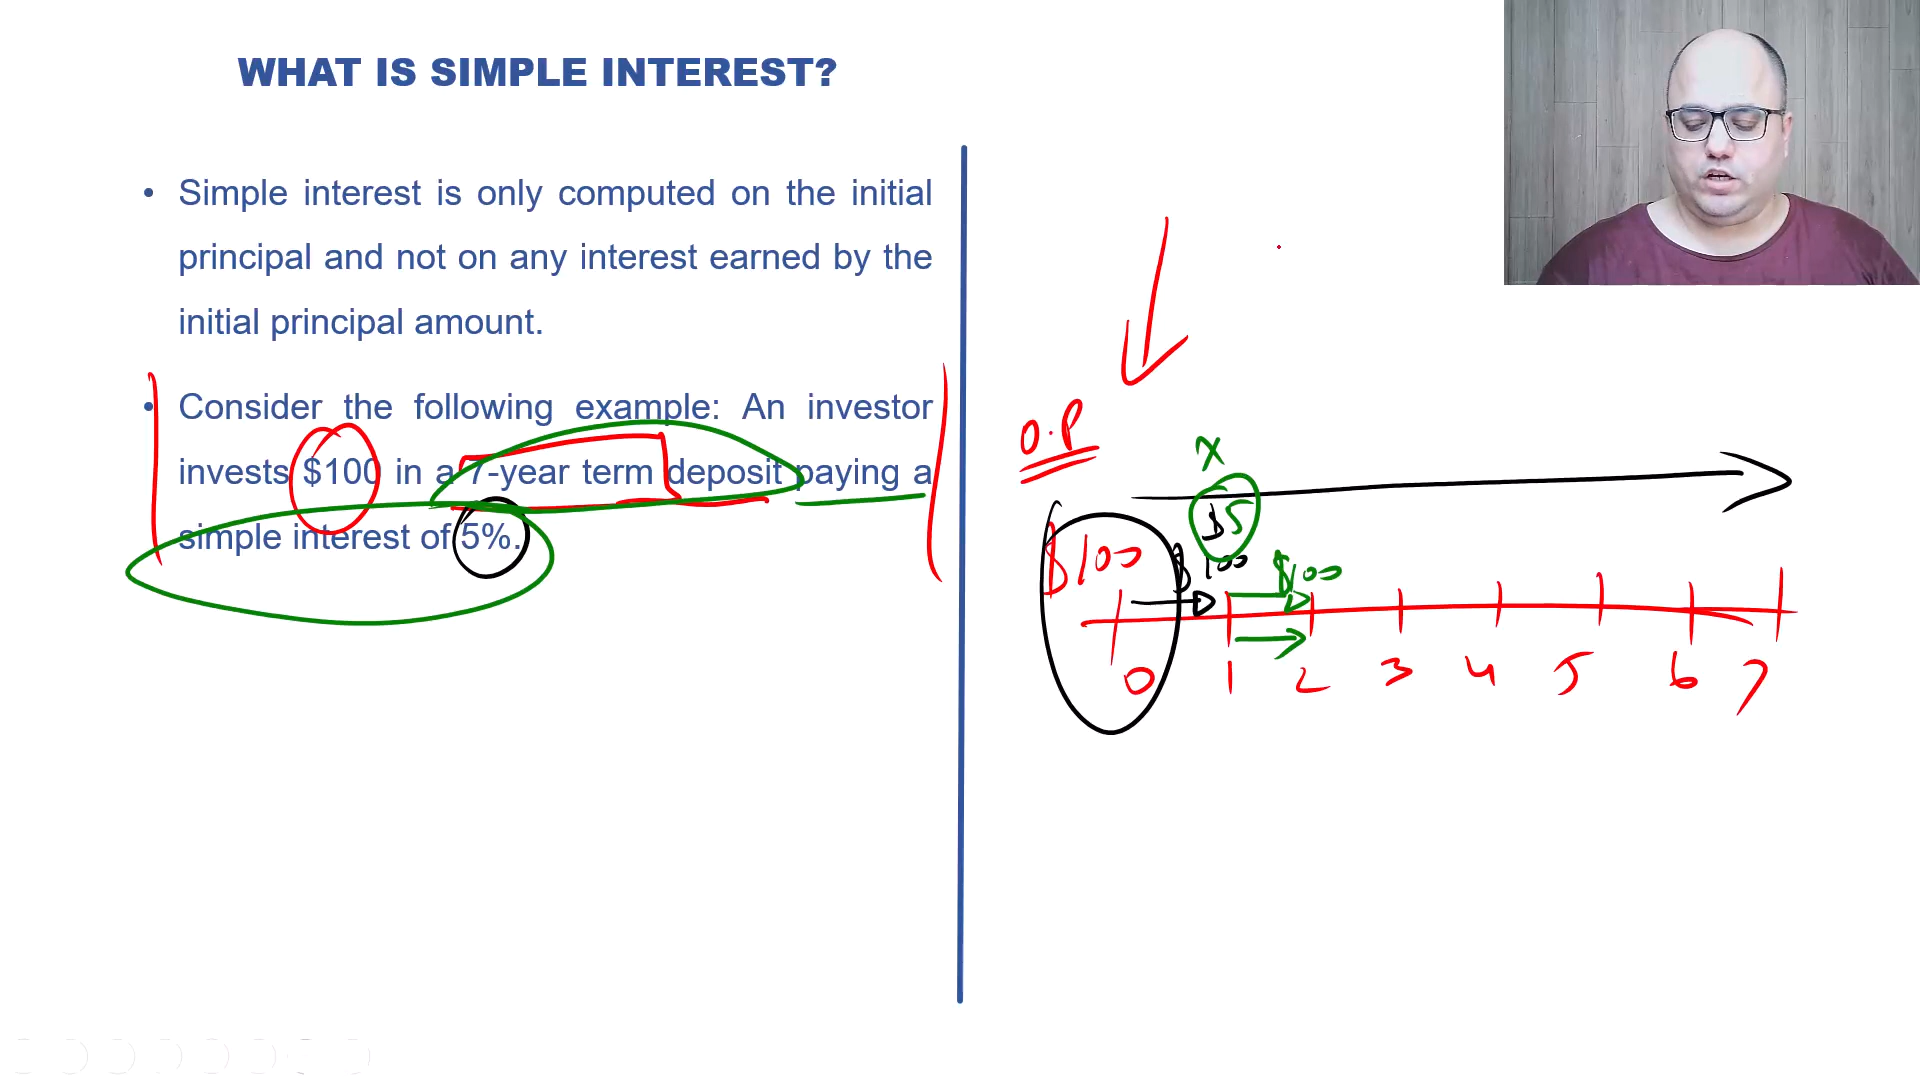 WHAT IS SIMPLE INTEREST?
• Simple interest is only computed on the initial
principal and not on any interest earned by the
initial principal amount.
• Consider the following example: An investor
invests $100 in a 7-year term deposit paying a
simple interest of 5%.
O.P
X
$5
$100
$100
$100
0 1 2 3 4 5 6 7